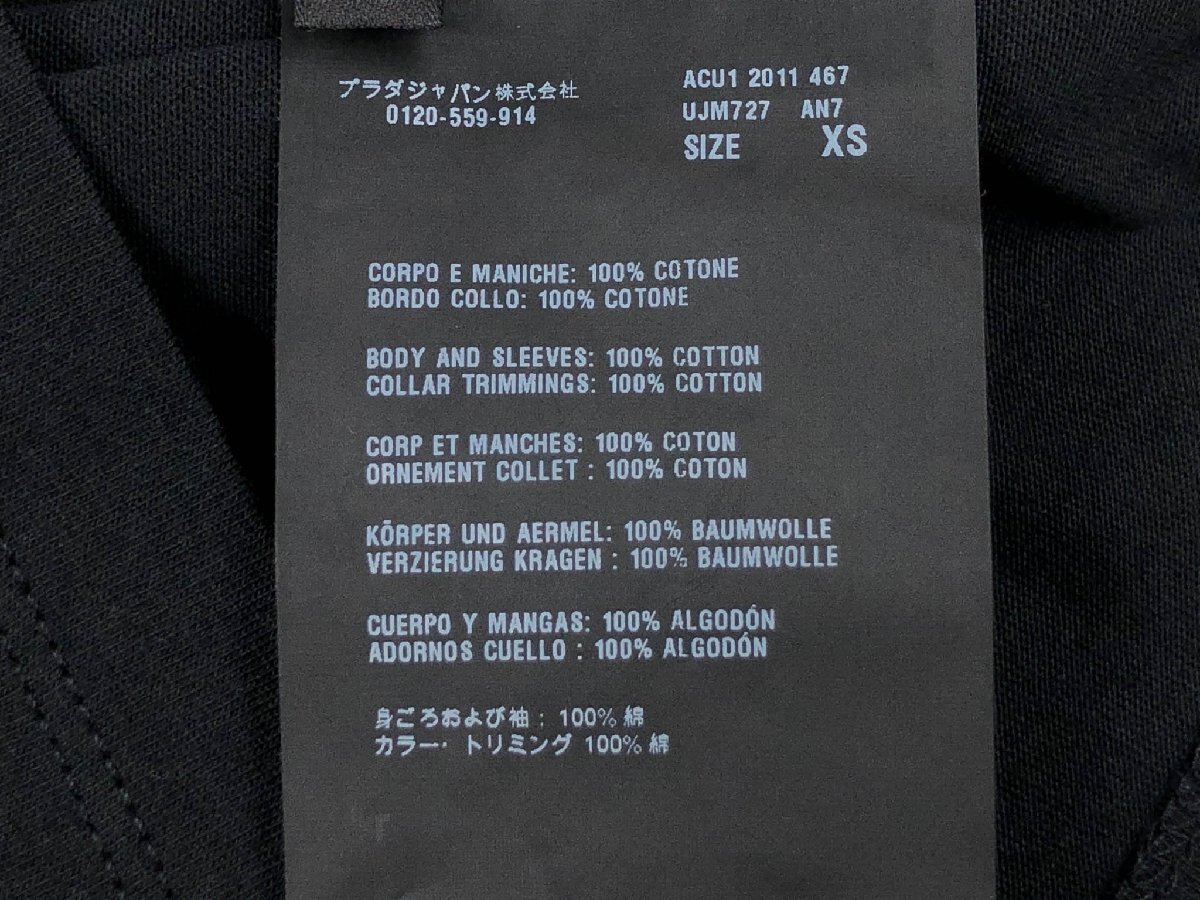 プラダジャパン株式会社
0120-559-914
ACU1 2011 467
UJM727 AN7
SIZE XS
CORPO E MANICHE: 100% COTONE
BORDO COLLO: 100% COTONE
BODY AND SLEEVES: 100% COTTON
COLLAR TRIMMINGS: 100% COTTON
CORP ET MANCHES: 100% COTON
ORNEMENT COLLET : 100% COTON
KÖRPER UND AERMEL: 100% BAUMWOLLE
VERZIERUNG KRAGEN : 100% BAUMWOLLE
CUERPO Y MANGAS: 100% ALGODÓN
ADORNOS CUELLO : 100% ALGODÓN
身ごろおよび袖: 100% 綿
カラー・トリミング 100% 綿